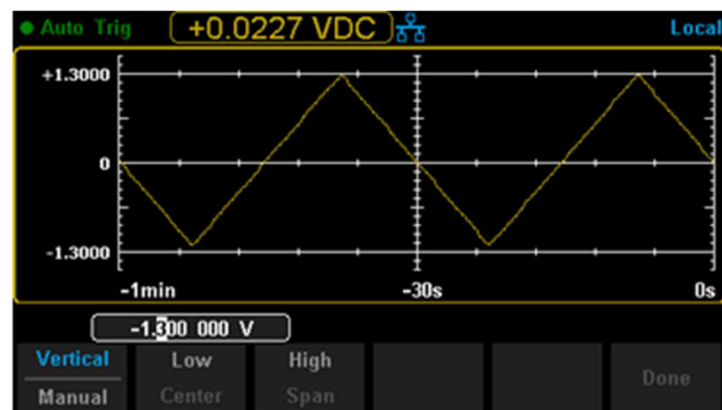 Auto Trig +0.0227 VDC Local
+1.3000
0
-1.3000
-1min -30s 0s
-1.300 000 V
Vertical Low High
Manual Center Span Done